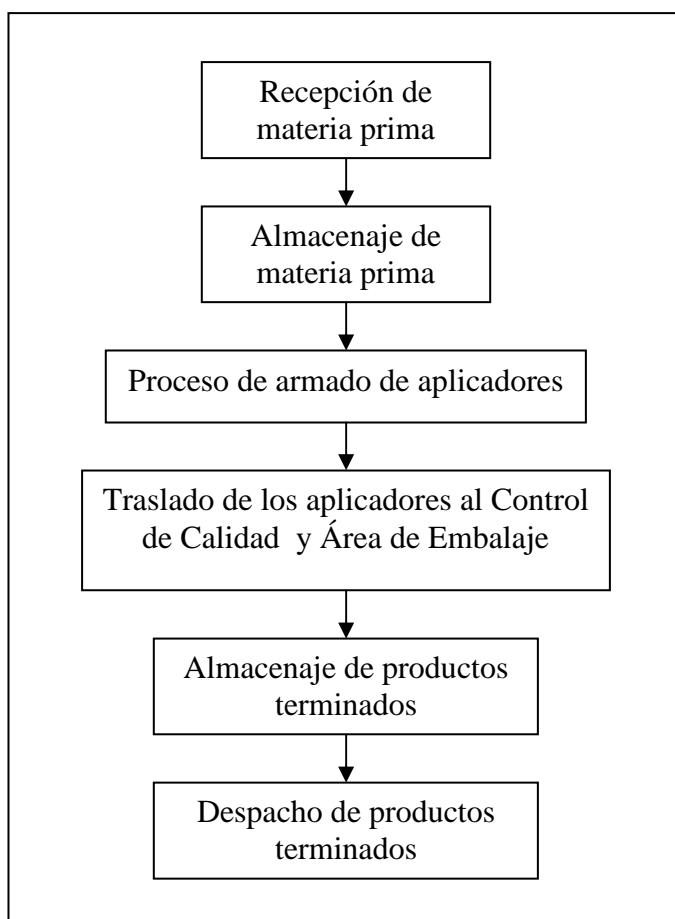 Recepción de
materia prima
Almacenaje de
materia prima
Proceso de armado de aplicadores
Traslado de los aplicadores al Control
de Calidad  y Área de Embalaje
Almacenaje de productos
terminados
Despacho de productos
terminados